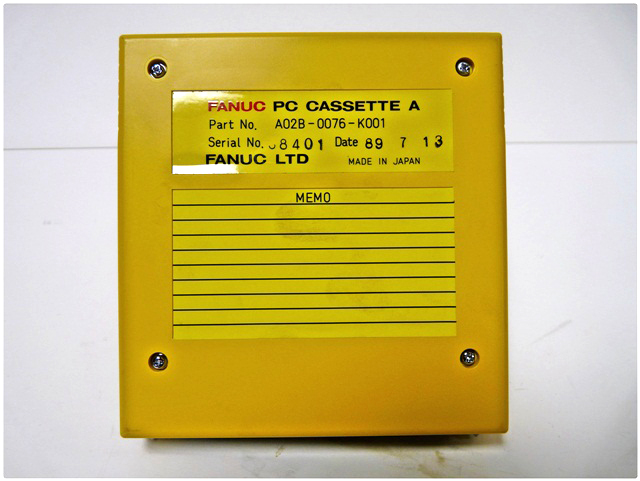 FANUC PC CASSETTE A
Part No. A02B-0076-K001
Serial No. 08401 Date 89 7 13
FANUC LTD MADE IN JAPAN
MEMO